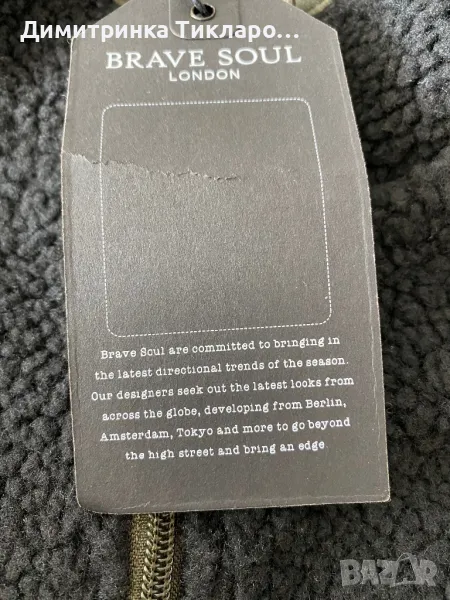 Димитринка Тикларо...
BRAVE SOUL
LONDON
Brave Soul are committed to bringing in
the latest directional trends of the season.
Our designers seek out the latest looks from
across the globe, developing from Berlin,
Amsterdam, Tokyo and more to go beyond
the high street and bring an edge.
BAZAR